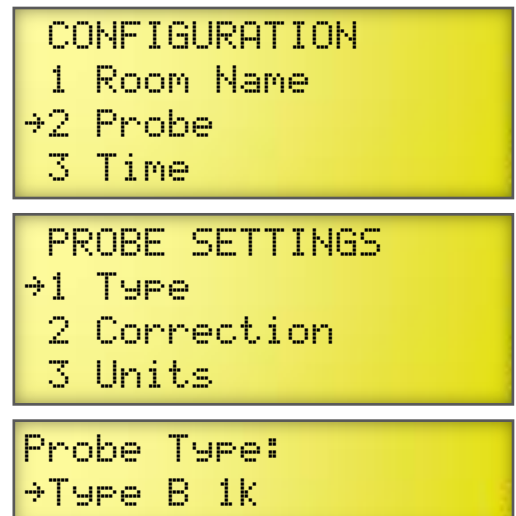 CONFIGURATION
1 Room Name
→2 Probe
3 Time
PROBE SETTINGS
→1 Type
2 Correction
3 Units
Probe Type:
→Type B 1K